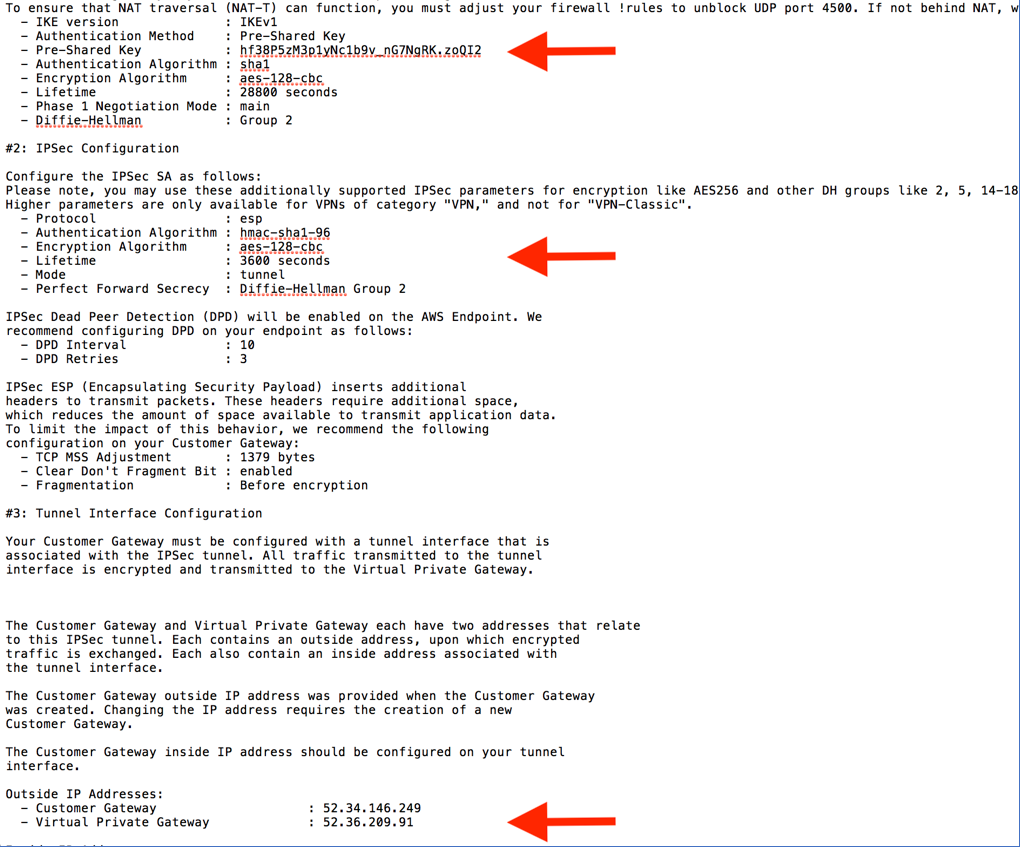 To ensure that NAT traversal (NAT-T) can function, you must adjust your firewall !rules to unblock UDP port 4500. If not behind NAT, w
- IKE version : IKEv1
- Authentication Method : Pre-Shared Key
- Pre-Shared Key : hf38P5zM3p1yNc1b9v_nG7NgRK.zoQI2
- Authentication Algorithm : sha1
- Encryption Algorithm : aes-128-cbc
- Lifetime : 28800 seconds
- Phase 1 Negotiation Mode : main
- Diffie-Hellman : Group 2
#2: IPSec Configuration
Configure the IPSec SA as follows:
Please note, you may use these additionally supported IPSec parameters for encryption like AES256 and other DH groups like 2, 5, 14-18
Higher parameters are only available for VPNs of category "VPN," and not for "VPN-Classic".
- Protocol : esp
- Authentication Algorithm : hmac-sha1-96
- Encryption Algorithm : aes-128-cbc
- Lifetime : 3600 seconds
- Mode : tunnel
- Perfect Forward Secrecy : Diffie-Hellman Group 2
IPSec Dead Peer Detection (DPD) will be enabled on the AWS Endpoint. We
recommend configuring DPD on your endpoint as follows:
- DPD Interval : 10
- DPD Retries : 3
IPSec ESP (Encapsulating Security Payload) inserts additional
headers to transmit packets. These headers require additional space,
which reduces the amount of space available to transmit application data.
To limit the impact of this behavior, we recommend the following
configuration on your Customer Gateway:
- TCP MSS Adjustment : 1379 bytes
- Clear Don't Fragment Bit : enabled
- Fragmentation : Before encryption
#3: Tunnel Interface Configuration
Your Customer Gateway must be configured with a tunnel interface that is
associated with the IPSec tunnel. All traffic transmitted to the tunnel
interface is encrypted and transmitted to the Virtual Private Gateway.
The Customer Gateway and Virtual Private Gateway each have two addresses that relate
to this IPSec tunnel. Each contains an outside address, upon which encrypted
traffic is exchanged. Each also contain an inside address associated with
the tunnel interface.
The Customer Gateway outside IP address was provided when the Customer Gateway
was created. Changing the IP address requires the creation of a new
Customer Gateway.
The Customer Gateway inside IP address should be configured on your tunnel
interface.
Outside IP Addresses:
- Customer Gateway : 52.34.146.249
- Virtual Private Gateway : 52.36.209.91